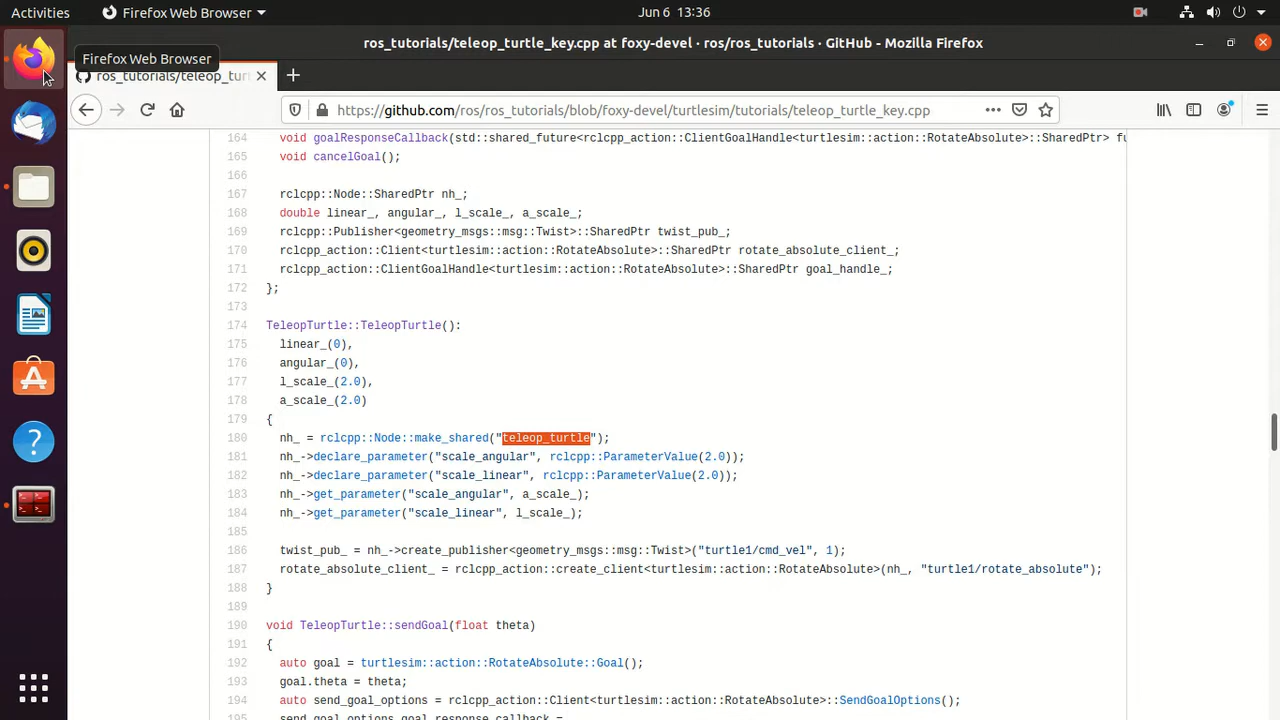 Activities
Firefox Web Browser
Jun 6 13:36
ros_tutorials/teleop_turtle_key.cpp at foxy-devel · ros/ros_tutorials · GitHub - Mozilla Firefox
Firefox Web Browser
ros_tutorials/teleop_turt
https://github.com/ros/ros_tutorials/blob/foxy-devel/turtlesim/tutorials/teleop_turtle_key.cpp
164 void goalResponseCallback(std::shared_future<rclcpp_action::ClientGoalHandle<turtlesim::action::RotateAbsolute>::SharedPtr> fu
165 void cancelGoal();
166
167 rclcpp::Node::SharedPtr nh_;
168 double linear_, angular_, l_scale_, a_scale_;
169 rclcpp::Publisher<geometry_msgs::msg::Twist>::SharedPtr twist_pub_;
170 rclcpp_action::Client<turtlesim::action::RotateAbsolute>::SharedPtr rotate_absolute_client_;
171 rclcpp_action::ClientGoalHandle<turtlesim::action::RotateAbsolute>::SharedPtr goal_handle_;
172 };
173
174 TeleopTurtle::TeleopTurtle():
175 linear_(0),
176 angular_(0),
177 l_scale_(2.0),
178 a_scale_(2.0)
179 {
180 nh_ = rclcpp::Node::make_shared("teleop_turtle");
181 nh_->declare_parameter("scale_angular", rclcpp::ParameterValue(2.0));
182 nh_->declare_parameter("scale_linear", rclcpp::ParameterValue(2.0));
183 nh_->get_parameter("scale_angular", a_scale_);
184 nh_->get_parameter("scale_linear", l_scale_);
185
186 twist_pub_ = nh_->create_publisher<geometry_msgs::msg::Twist>("turtle1/cmd_vel", 1);
187 rotate_absolute_client_ = rclcpp_action::create_client<turtlesim::action::RotateAbsolute>(nh_, "turtle1/rotate_absolute");
188 }
189
190 void TeleopTurtle::sendGoal(float theta)
191 {
192 auto goal = turtlesim::action::RotateAbsolute::Goal();
193 goal.theta = theta;
194 auto send_goal_options = rclcpp_action::Client<turtlesim::action::RotateAbsolute>::SendGoalOptions();
195 send_goal_options.goal_response_callback =